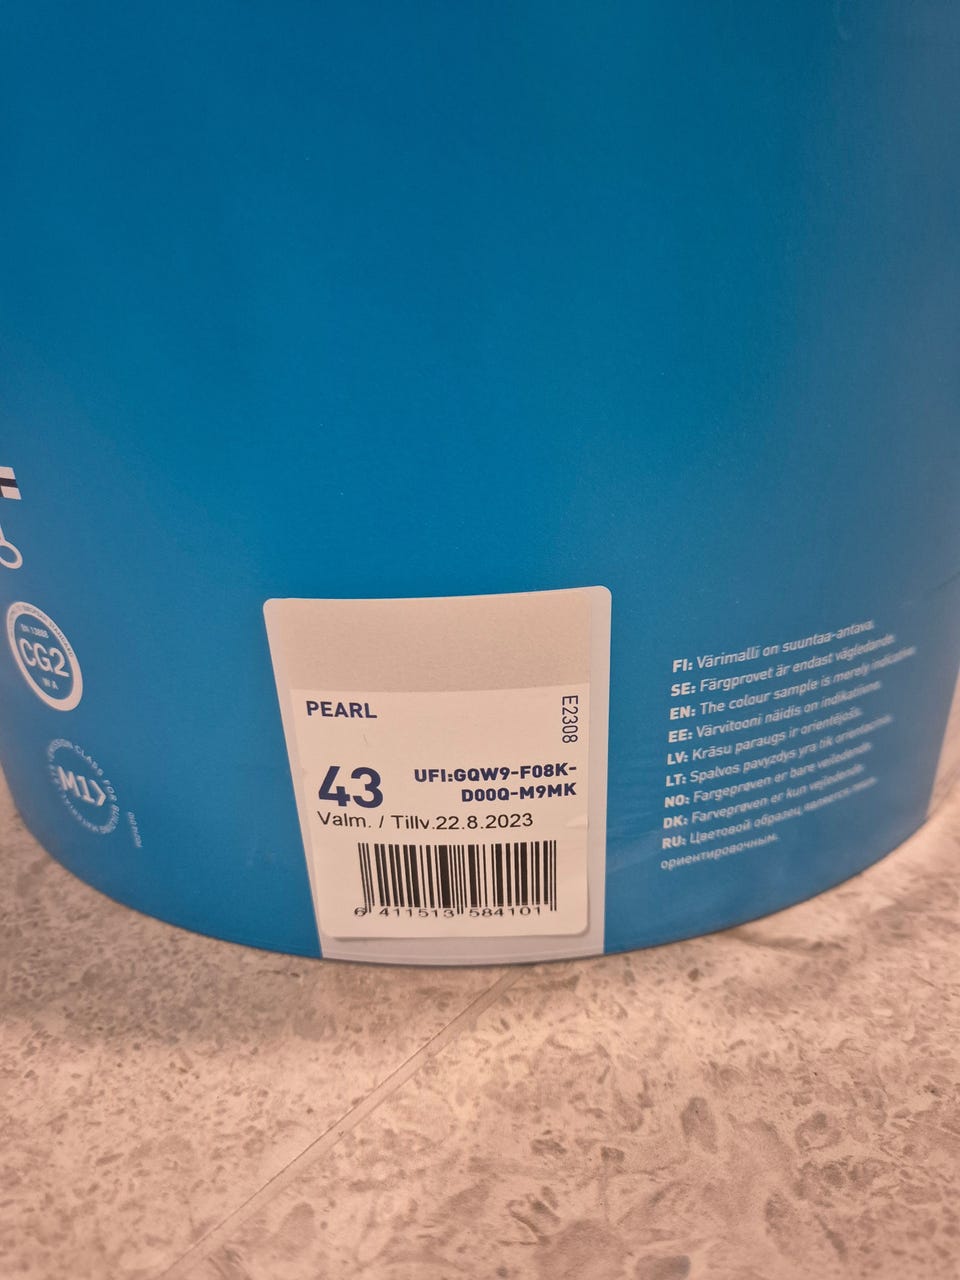 EN 13888
CG2
W A
M1
PEARL
E2308
43
UFI:GQW9-F08K-
D00Q-M9MK
Valm. / Tillv.22.8.2023
6 411513 584101
FI: Värimalli on suuntaa-antava.
SE: Färgprovet är endast vägledande.
EN: The colour sample is merely indicative.
EE: Värvitooni näidis on indikatiivne.
LV: Krāsu paraugs ir orientējošs.
LT: Spalvos pavyzdys yra tik orientacinis.
NO: Fargeprøven er bare veiledende.
DK: Farveprøven er kun vejledende.
RU: Цветовой образец является лишь
ориентировочным.